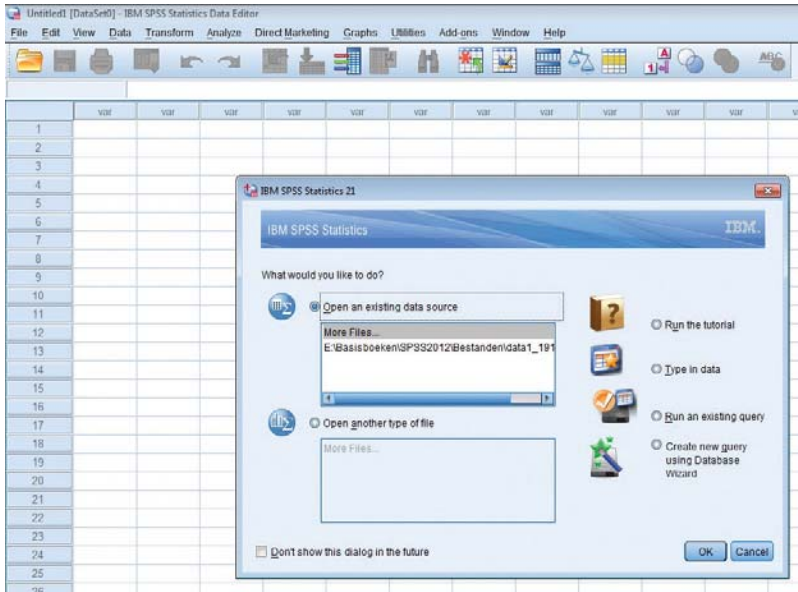 Untitled1 [DataSet0] - IBM SPSS Statistics Data Editor
File Edit View Data Transform Analyze Direct Marketing Graphs Utilities Add-ons Window Help
var var var var var var var var var var var v
1
2
3
4
5
6
7
8
9
10
11
12
13
14
15
16
17
18
19
20
21
22
23
24
25
26
IBM SPSS Statistics 21
IBM SPSS Statistics IBM.
What would you like to do?
Open an existing data source
More Files...
E:\Basisboeken\SPSS2012\Bestanden\data1_191
Open another type of file
More Files...
Run the tutorial
Type in data
Run an existing query
Create new query
using Database
Wizard
Don't show this dialog in the future
OK Cancel